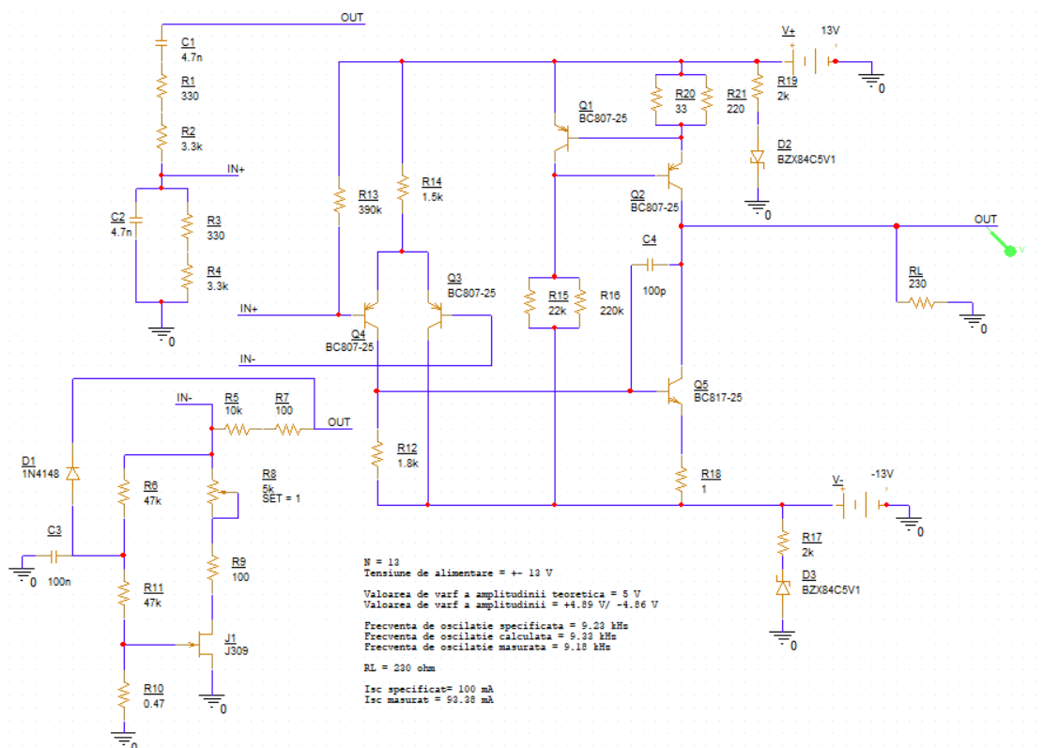 OUT
C1
4.7n
R1
330
R2
3.3k
IN+
C2
4.7n
R3
330
R4
3.3k
0
V+
13V
R19
2k
D2
BZX84C5V1
0
0
R20
33
R21
220
Q1
BC807-25
Q2
BC807-25
R13
390k
R14
1.5k
Q3
BC807-25
IN+
Q4
BC807-25
IN-
C4
100p
R15
22k
R16
220k
OUT
V
RL
230
0
Q5
BC817-25
R12
1.8k
R18
1
V-
-13V
0
R17
2k
D3
BZX84C5V1
0
IN-
R5
10k
R7
100
OUT
D1
1N4148
R6
47k
R8
5k
SET = 1
C3
100n
0
R9
100
R11
47k
J1
J309
0
R10
0.47
0
N = 13
Tensiune de alimentare = +- 13 V
Valoarea de varf a amplitudinii teoretica = 5 V
Valoarea de varf a amplitudinii = +4.89 V/ -4.86 V
Frecventa de oscilatie specificata = 9.23 kHz
Frecventa de oscilatie calculata = 9.33 kHz
Frecventa de oscilatie masurata = 9.18 kHz
RL = 230 ohm
Isc specificat= 100 mA
Isc masurat = 93.38 mA